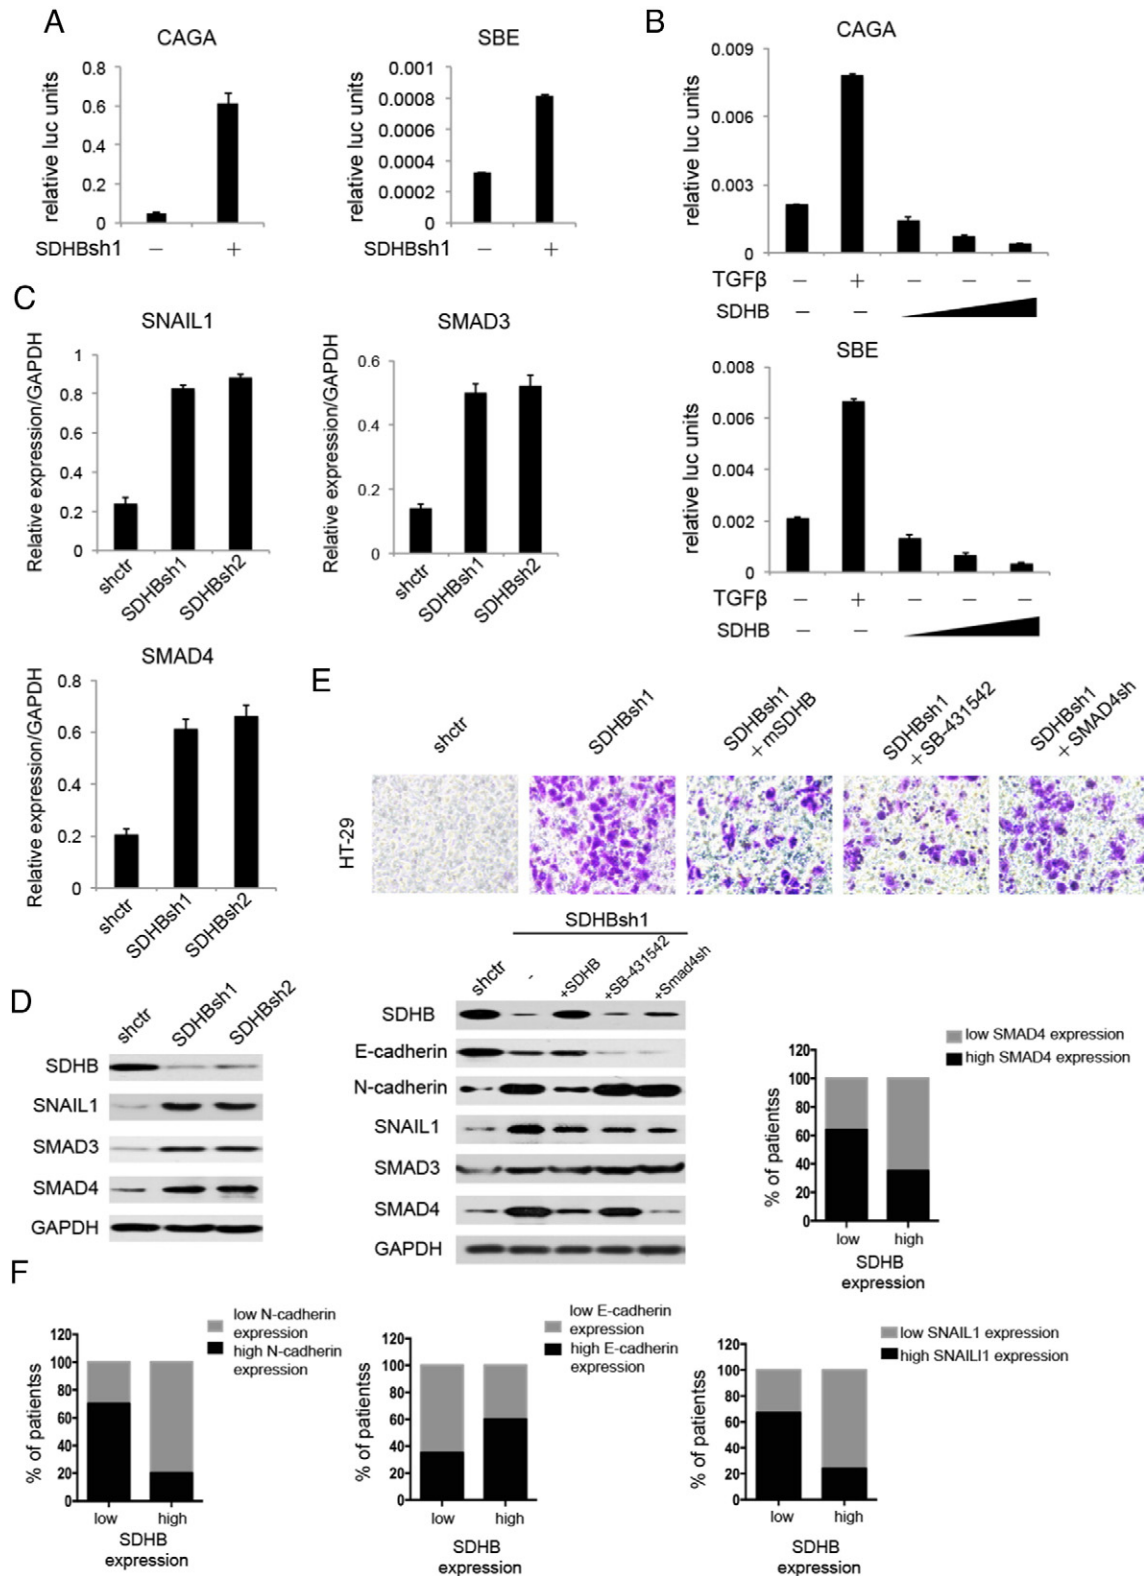 A
CAGA
relative luc units
0.8
0.6
0.4
0.2
0
SDHBsh1 − +
SBE
relative luc units
0.001
0.0008
0.0006
0.0004
0.0002
0
SDHBsh1 − +
B
CAGA
relative luc units
0.009
0.006
0.003
0
TGFβ − + − − −
SDHB − −
SBE
relative luc units
0.008
0.006
0.004
0.002
0
TGFβ − + − − −
SDHB − −
C
SNAIL1
Relative expression/GAPDH
1
0.8
0.6
0.4
0.2
0
shctr SDHBsh1 SDHBsh2
SMAD3
Relative expression/GAPDH
0.6
0.4
0.2
0
shctr SDHBsh1 SDHBsh2
SMAD4
Relative expression/GAPDH
0.8
0.6
0.4
0.2
0
shctr SDHBsh1 SDHBsh2
E
shctr
SDHBsh1
SDHBsh1
+mSDHB
SDHBsh1
+SB-431542
SDHBsh1
+SMAD4sh
HT-29
D
shctr SDHBsh1 SDHBsh2
SDHB
SNAIL1
SMAD3
SMAD4
GAPDH
SDHBsh1
shctr - +SDHB +SB-431542 +Smad4sh
SDHB
E-cadherin
N-cadherin
SNAIL1
SMAD3
SMAD4
GAPDH
low SMAD4 expression
high SMAD4 expression
% of patientss
120
100
80
60
40
20
0
low high
SDHB
expression
F
low N-cadherin
expression
high N-cadherin
expression
% of patientss
120
100
80
60
40
20
0
low high
SDHB
expression
low E-cadherin
expression
high E-cadherin
expression
% of patientss
120
100
80
60
40
20
0
low high
SDHB
expression
low SNAIL1 expression
high SNAILI1 expression
% of patientss
120
100
80
60
40
20
0
low high
SDHB
expression